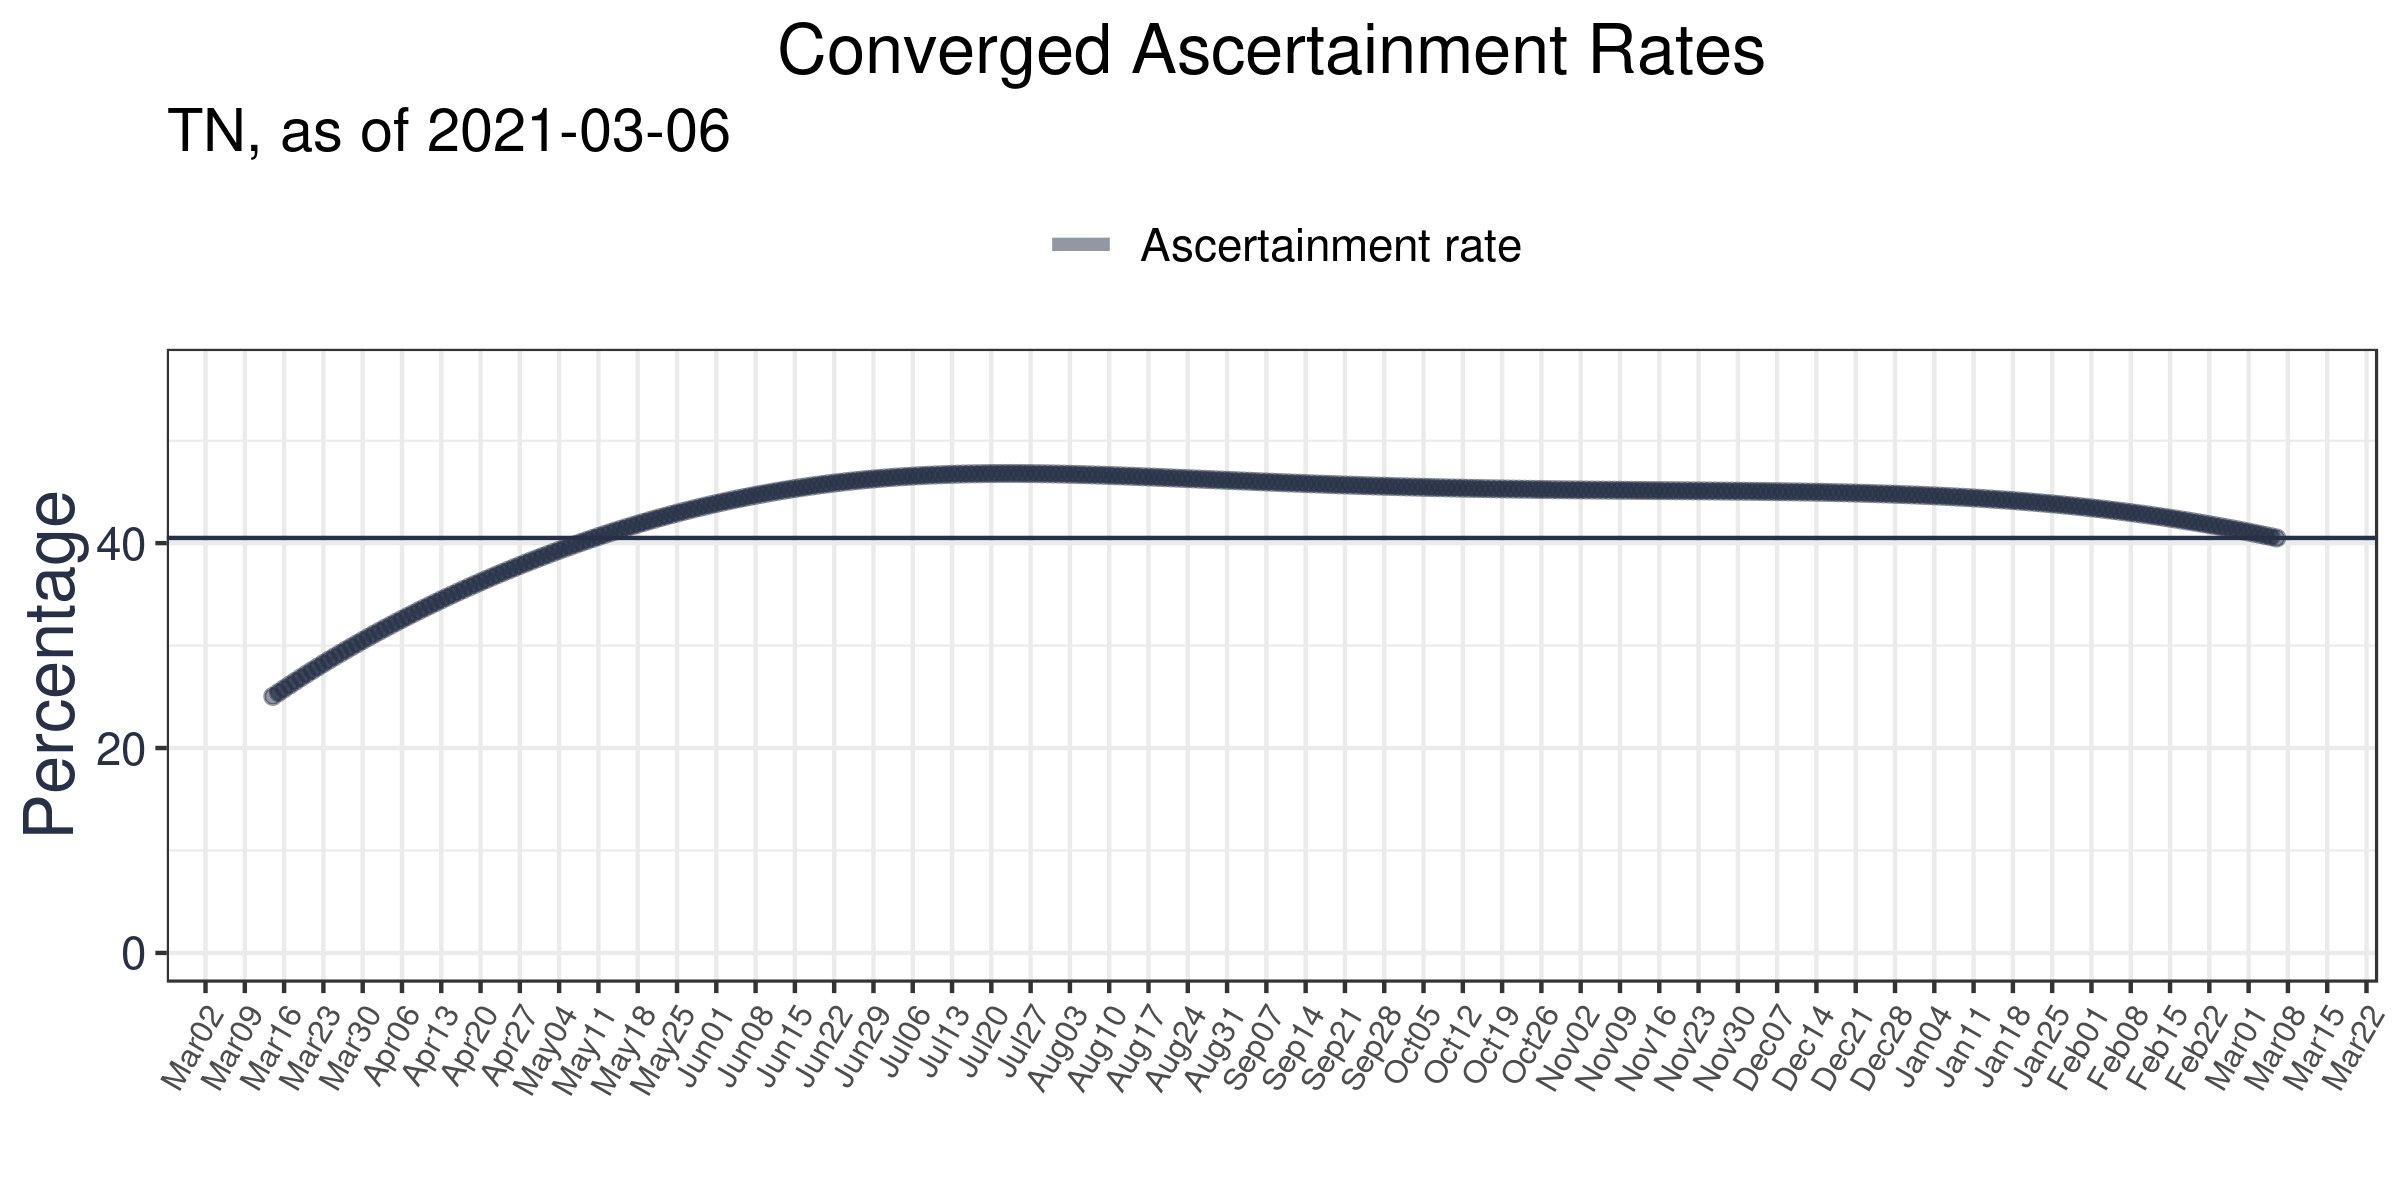 Converged Ascertainment Rates
TN, as of 2021-03-06
Ascertainment rate
Percentage
40
20
0
Mar02 Mar09 Mar16 Mar23 Mar30 Apr06 Apr13 Apr20 Apr27 May04 May11 May18 May25 Jun01 Jun08 Jun15 Jun22 Jun29 Jul06 Jul13 Jul20 Jul27 Aug03 Aug10 Aug17 Aug24 Aug31 Sep07 Sep14 Sep21 Sep28 Oct05 Oct12 Oct19 Oct26 Nov02 Nov09 Nov16 Nov23 Nov30 Dec07 Dec14 Dec21 Dec28 Jan04 Jan11 Jan18 Jan25 Feb01 Feb08 Feb15 Feb22 Mar01 Mar08 Mar15 Mar22